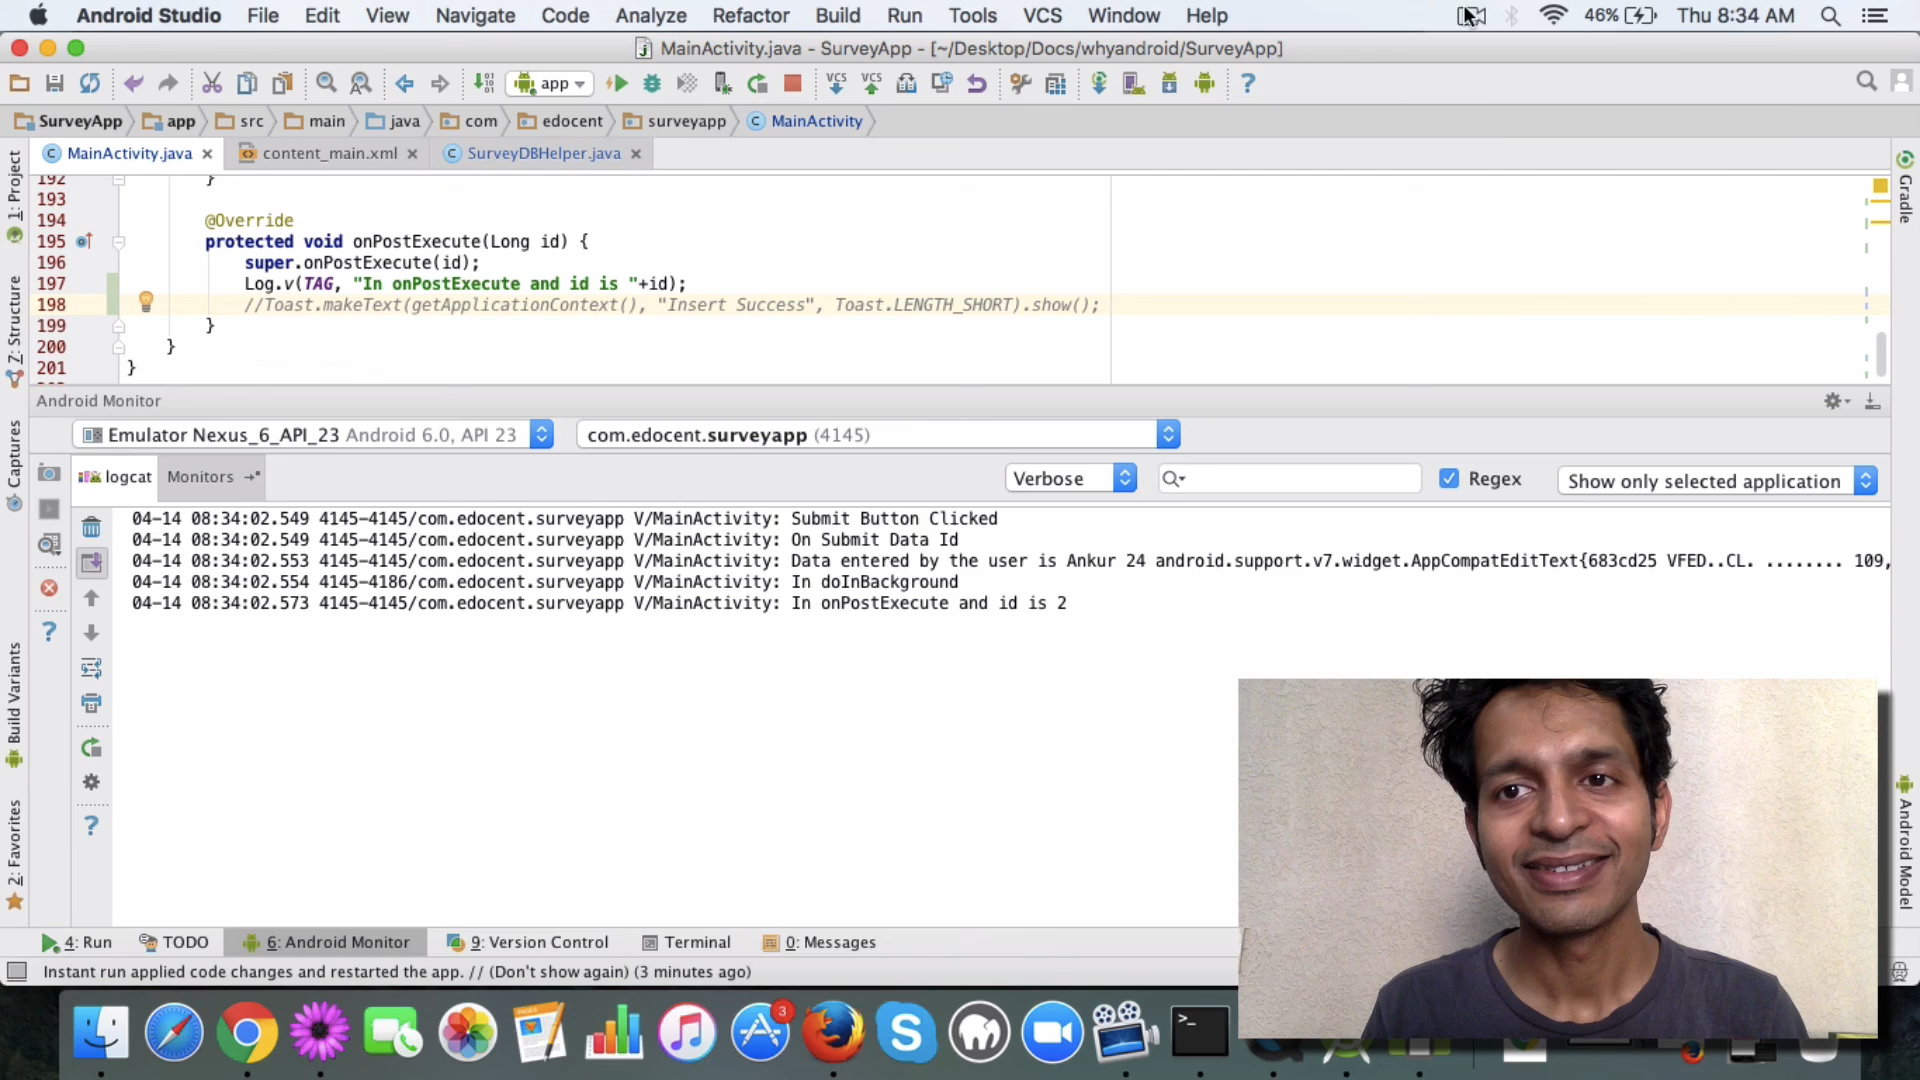 Android Studio File Edit View Navigate Code Analyze Refactor Build Run Tools VCS Window Help 46% Thu 8:34 AM
MainActivity.java - SurveyApp - [~/Desktop/Docs/whyandroid/SurveyApp]
app VCS VCS ?
SurveyApp app src main java com edocent surveyapp MainActivity
MainActivity.java content_main.xml SurveyDBHelper.java
192 }
193
194 @Override
195 protected void onPostExecute(Long id) {
196 super.onPostExecute(id);
197 Log.v(TAG, "In onPostExecute and id is "+id);
198 //Toast.makeText(getApplicationContext(), "Insert Success", Toast.LENGTH_SHORT).show();
199 }
200 }
201 }
1: Project
7: Structure
Captures
Build Variants
2: Favorites
Gradle
Android Model
Android Monitor
Emulator Nexus_6_API_23 Android 6.0, API 23 com.edocent.surveyapp (4145)
logcat Monitors Verbose Regex Show only selected application
04-14 08:34:02.549 4145-4145/com.edocent.surveyapp V/MainActivity: Submit Button Clicked
04-14 08:34:02.549 4145-4145/com.edocent.surveyapp V/MainActivity: On Submit Data Id
04-14 08:34:02.553 4145-4145/com.edocent.surveyapp V/MainActivity: Data entered by the user is Ankur 24 android.support.v7.widget.AppCompatEditText{683cd25 VFED..CL. ........ 109,
04-14 08:34:02.554 4145-4186/com.edocent.surveyapp V/MainActivity: In doInBackground
04-14 08:34:02.573 4145-4145/com.edocent.surveyapp V/MainActivity: In onPostExecute and id is 2
4: Run TODO 6: Android Monitor 9: Version Control Terminal 0: Messages
Instant run applied code changes and restarted the app. // (Don't show again) (3 minutes ago)
3